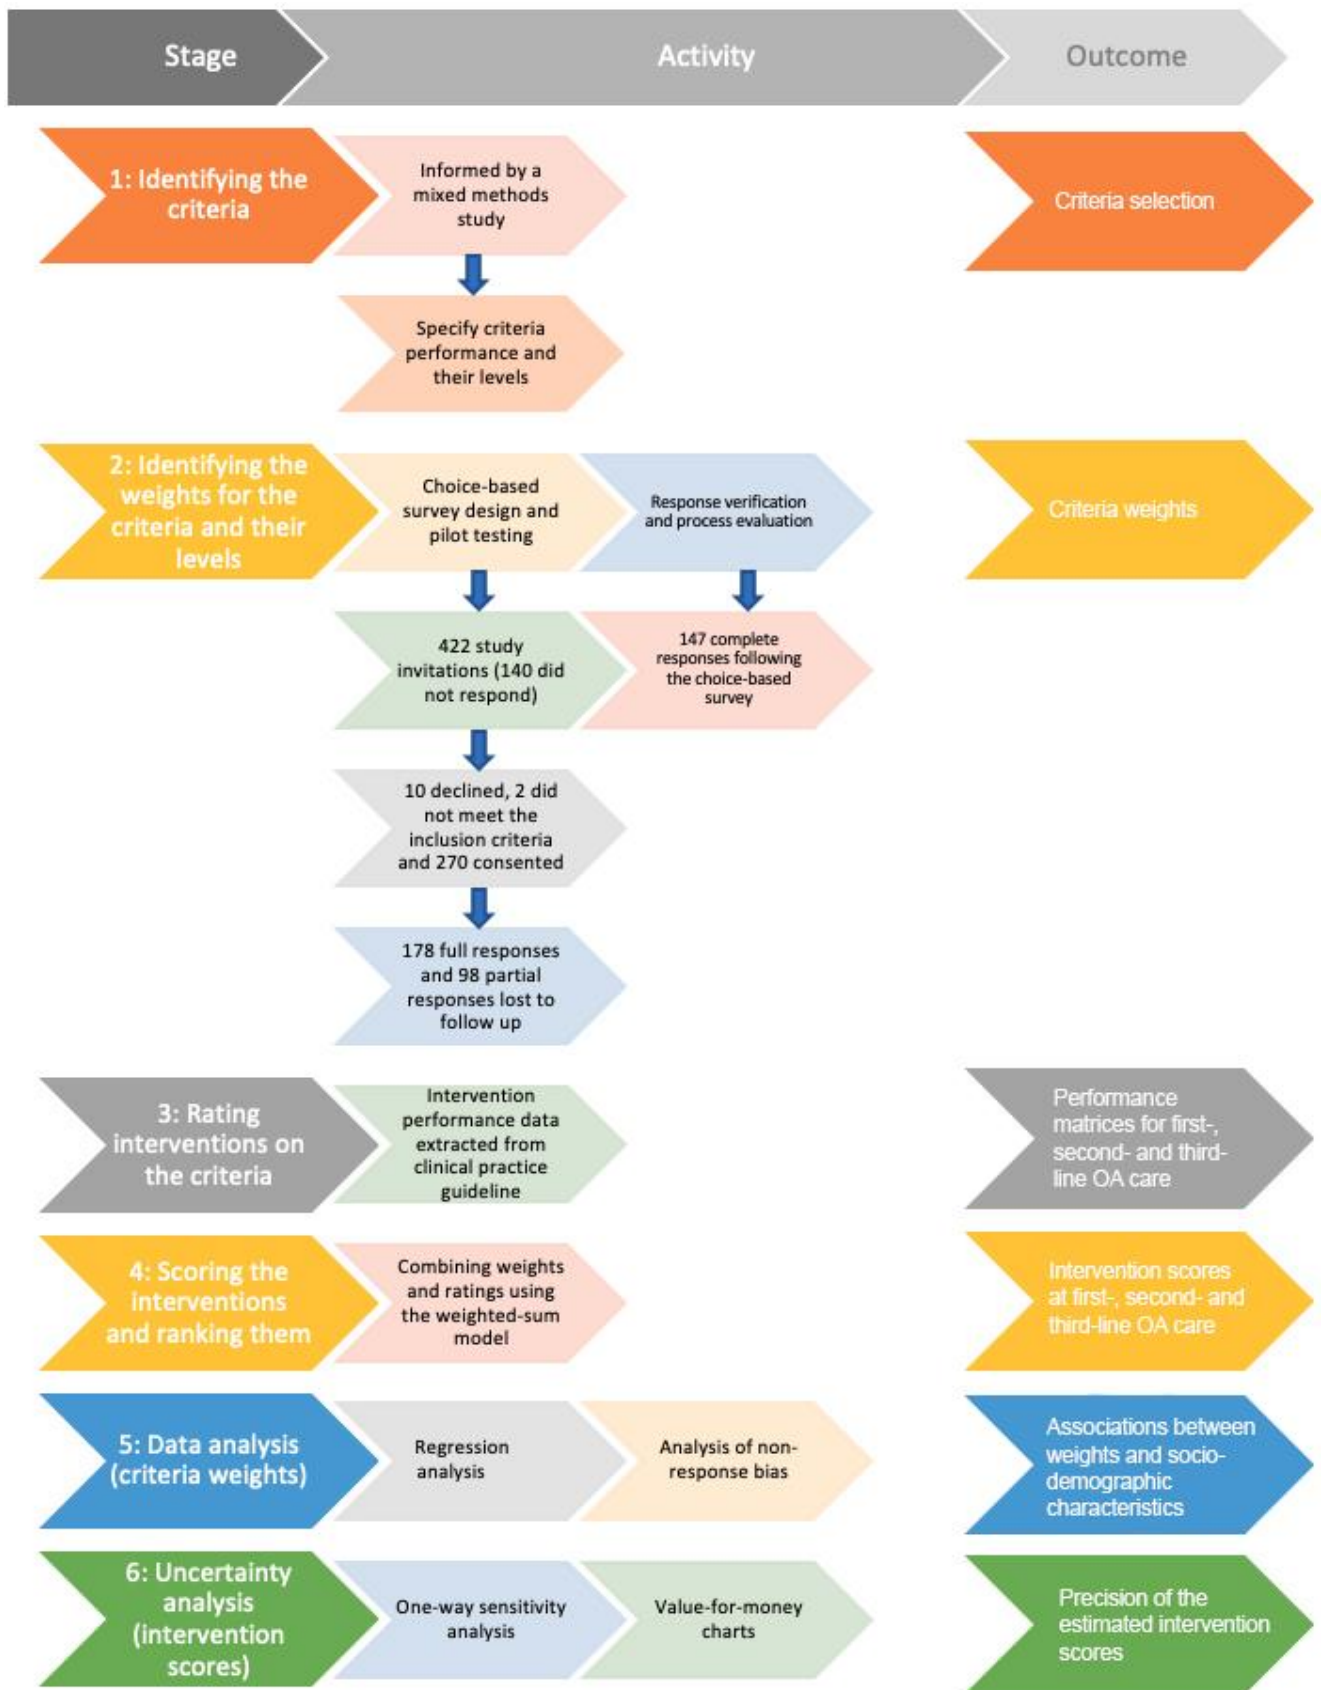 Stage
Activity
Outcome
1: Identifying the
criteria
Informed by a
mixed methods
study
Criteria selection
Specify criteria
performance and
their levels
2: Identifying the
weights for the
criteria and their
levels
Choice-based
survey design and
pilot testing
Response verification
and process evaluation
Criteria weights
422 study
invitations (140 did
not respond)
147 complete
responses following
the choice-based
survey
10 declined, 2 did
not meet the
inclusion criteria
and 270 consented
178 full responses
and 98 partial
responses lost to
follow up
3: Rating
interventions on
the criteria
Intervention
performance data
extracted from
clinical practice
guideline
Performance
matrices for first-,
second- and third-
line OA care
4: Scoring the
interventions
and ranking them
Combining weights
and ratings using
the weighted-sum
model
Intervention scores
at first-, second- and
third-line OA care
5: Data analysis
(criteria weights)
Regression
analysis
Analysis of non-
response bias
Associations between
weights and socio-
demographic
characteristics
6: Uncertainty
analysis
(intervention
scores)
One-way sensitivity
analysis
Value-for-money
charts
Precision of the
estimated intervention
scores